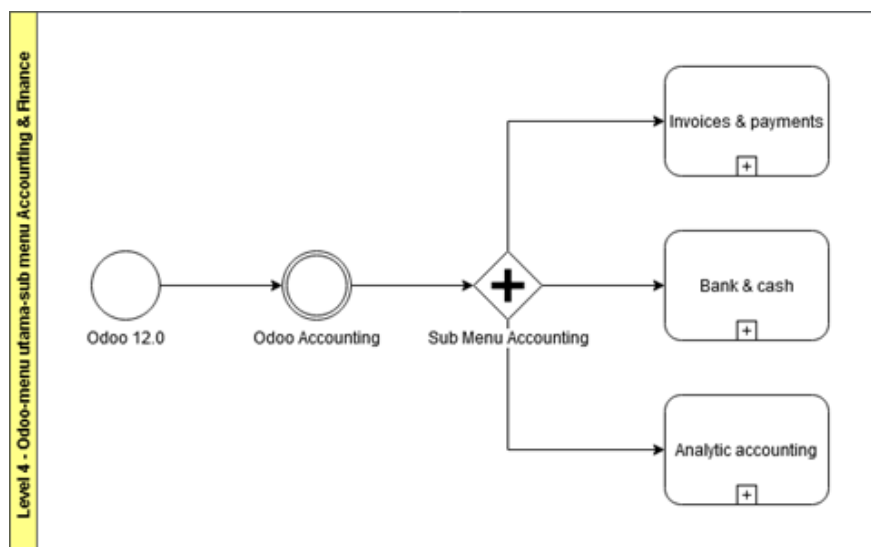 Level 4 - Odoo-menu utama-sub menu Accounting & Finance
Odoo 12.0
Odoo Accounting
Sub Menu Accounting
Invoices & payments
Bank & cash
Analytic accounting